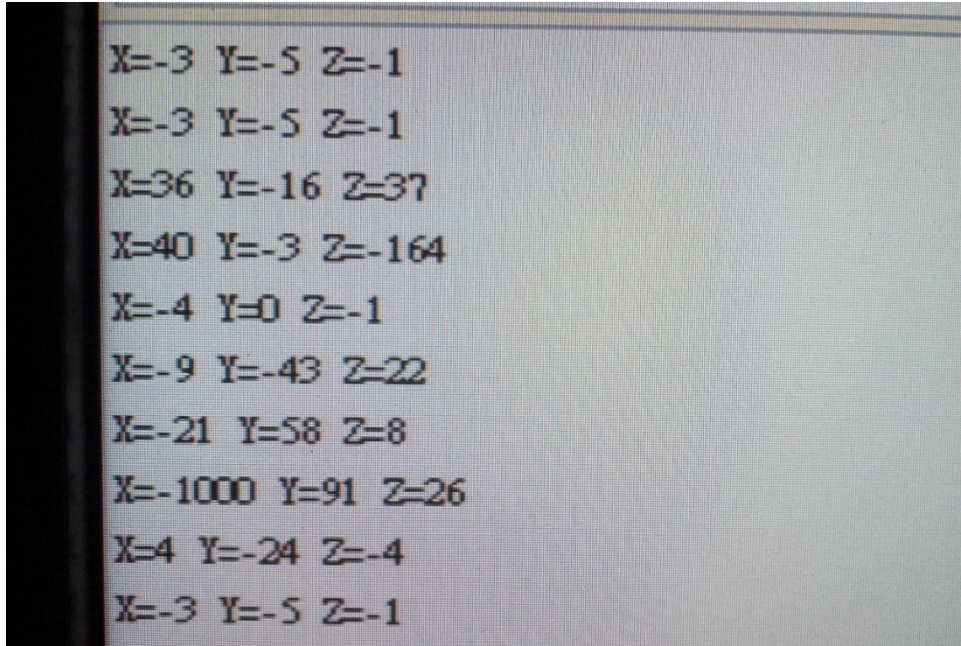 X=-3 Y=-5 Z=-1
X=-3 Y=-5 Z=-1
X=36 Y=-16 Z=37
X=40 Y=-3 Z=-164
X=-4 Y=0 Z=-1
X=-9 Y=-43 Z=22
X=-21 Y=58 Z=8
X=-1000 Y=91 Z=26
X=4 Y=-24 Z=-4
X=-3 Y=-5 Z=-1